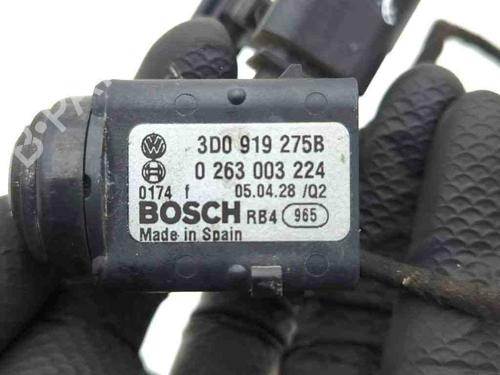 3D0 919 275B
0 263 003 224
0174 f 05.04.28 /Q2
BOSCH RB4 965
Made in Spain